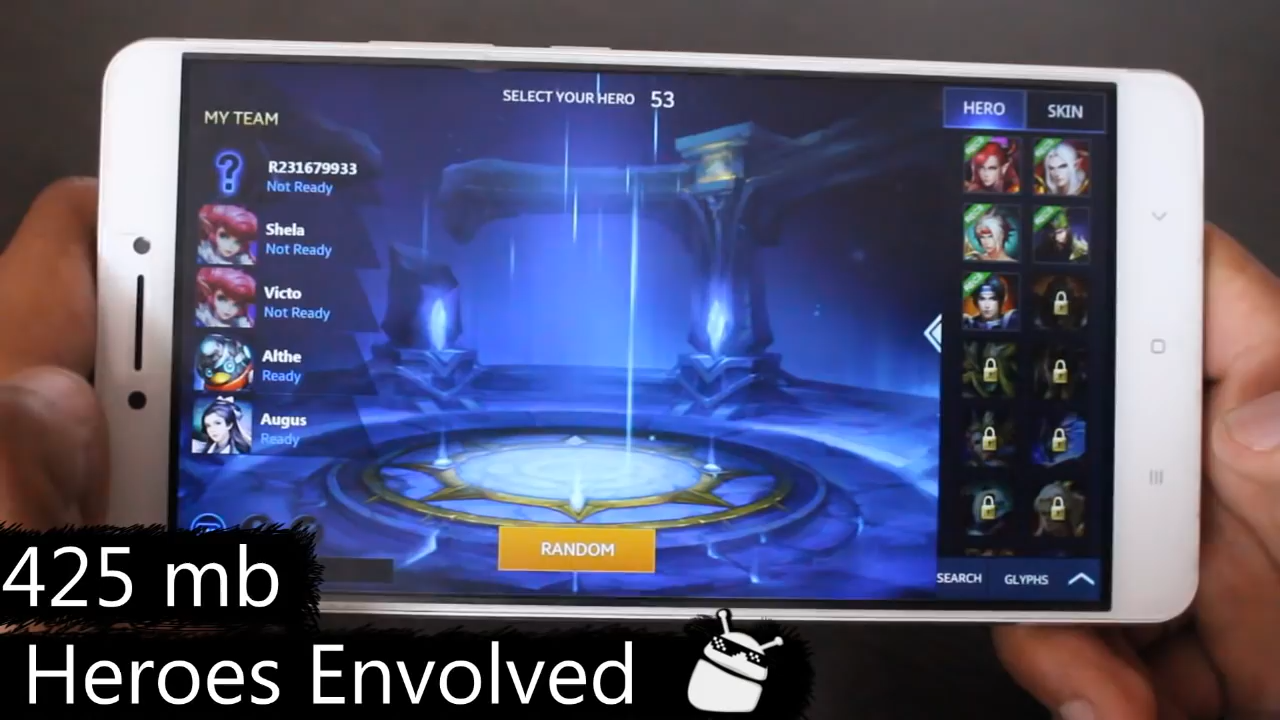 SELECT YOUR HERO 53
HERO SKIN
MY TEAM
R231679933
Not Ready
Shela
Not Ready
Victo
Not Ready
Althe
Ready
Augus
Ready
RANDOM
SEARCH GLYPHS
425 mb
Heroes Envolved